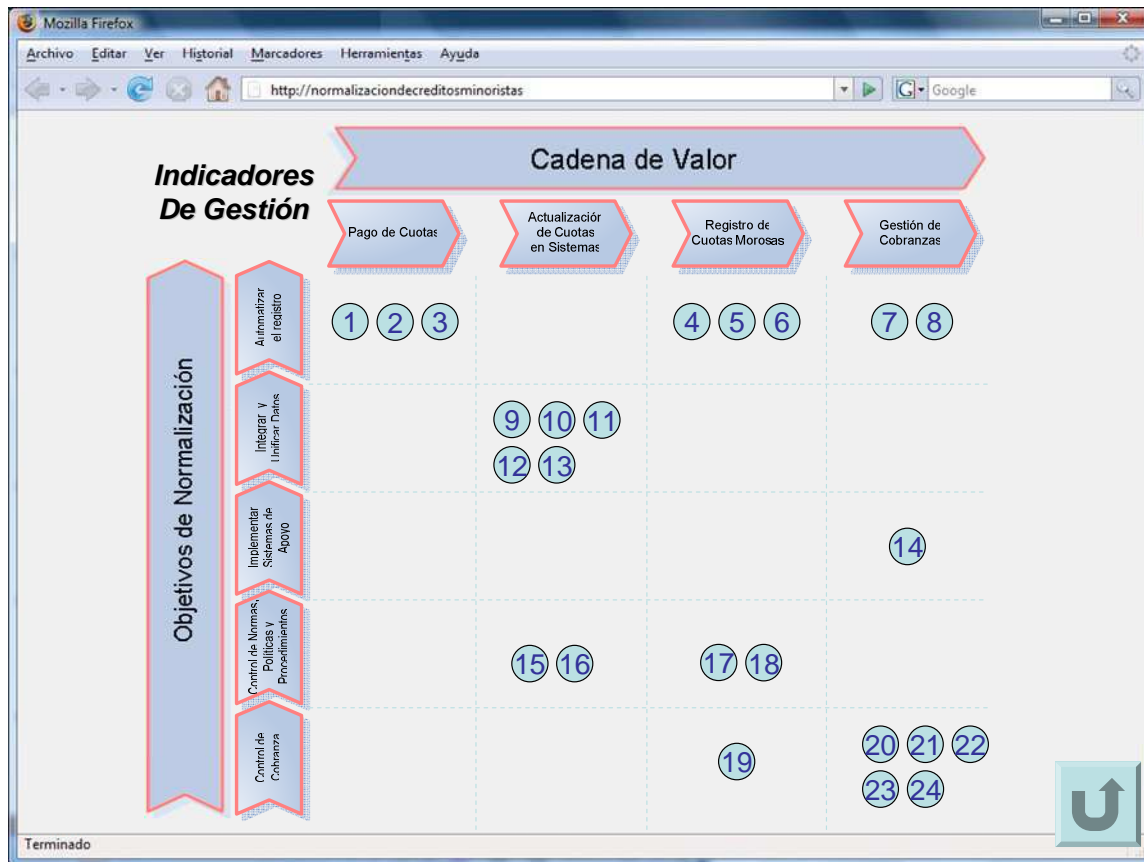 Mozilla Firefox
Archivo Editar Ver Historial Marcadores Herramientas Ayuda
http://normalizaciondecreditosminoristas
G Google
Indicadores
De Gestión
Cadena de Valor
Pago de Cuotas
Actualización
de Cuotas
en Sistemas
Registro de
Cuotas Morosas
Gestión de
Cobranzas
Objetivos de Normalización
Automatizar
el registro
1 2 3
4 5 6
7 8
Integrar y
Unificar Datos
9 10 11
12 13
Implementar
Sistemas de
Apoyo
14
Control de Normas,
Políticas y
Procedimientos
15 16
17 18
Control de
Cobranza
19
20 21 22
23 24
Terminado